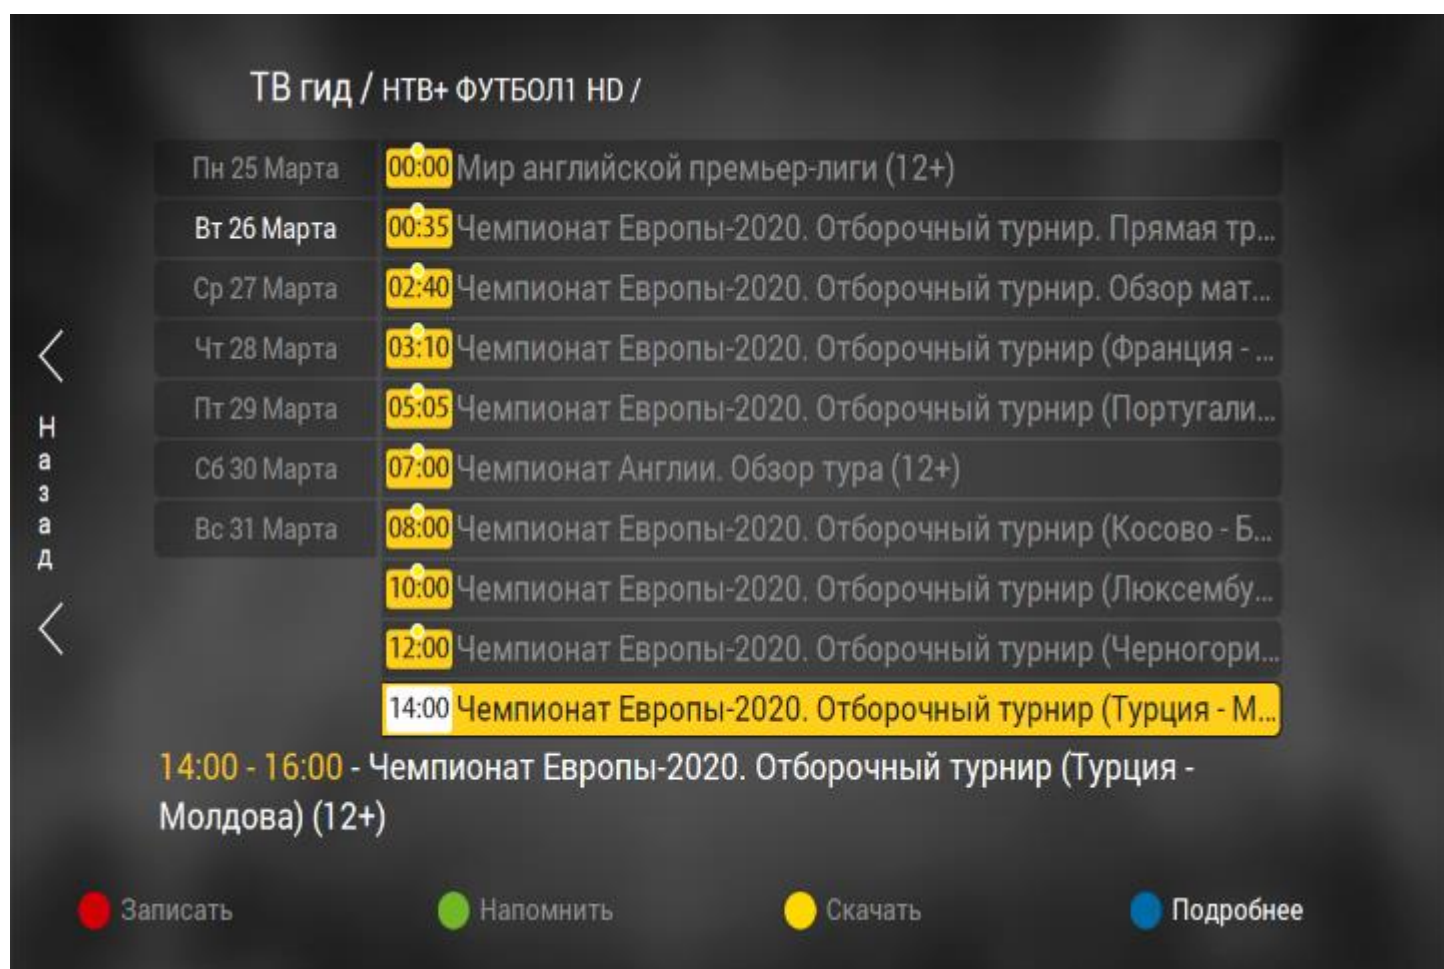 ТВ гид / НТВ+ ФУТБОЛ1 HD /
Пн 25 Марта
Вт 26 Марта
Ср 27 Марта
Чт 28 Марта
Пт 29 Марта
Сб 30 Марта
Вс 31 Марта
00:00 Мир английской премьер-лиги (12+)
00:35 Чемпионат Европы-2020. Отборочный турнир. Прямая тр...
02:40 Чемпионат Европы-2020. Отборочный турнир. Обзор мат...
03:10 Чемпионат Европы-2020. Отборочный турнир (Франция - ...
05:05 Чемпионат Европы-2020. Отборочный турнир (Португали...
07:00 Чемпионат Англии. Обзор тура (12+)
08:00 Чемпионат Европы-2020. Отборочный турнир (Косово - Б...
10:00 Чемпионат Европы-2020. Отборочный турнир (Люксембу...
12:00 Чемпионат Европы-2020. Отборочный турнир (Черногори...
14:00 Чемпионат Европы-2020. Отборочный турнир (Турция - М...
Назад
14:00 - 16:00 - Чемпионат Европы-2020. Отборочный турнир (Турция -
Молдова) (12+)
Записать Напомнить Скачать Подробнее